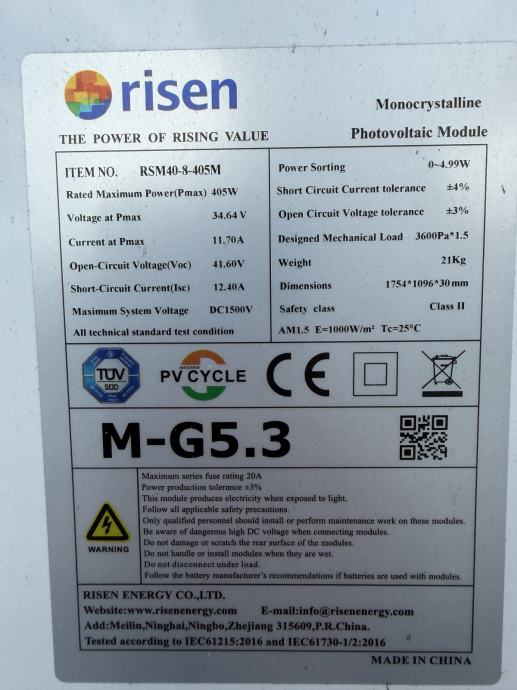 risen
Monocrystalline
THE POWER OF RISING VALUE
Photovoltaic Module
ITEM NO. RSM40-8-405M
Rated Maximum Power(Pmax) 405W
Voltage at Pmax 34.64 V
Current at Pmax 11.70A
Open-Circuit Voltage(Voc) 41.60V
Short-Circuit Current(Isc) 12.40A
Maximum System Voltage DC1500V
All technical standard test condition
Power Sorting 0~4.99W
Short Circuit Current tolerance ±4%
Open Circuit Voltage tolerance ±3%
Designed Mechanical Load 3600Pa*1.5
Weight 21Kg
Dimensions 1754*1096*30mm
Safety class Class II
AM1.5 E=1000W/m² Tc=25°C
TÜV
SÜD
ASSOCIATION
PV CYCLE
CE
M-G5.3
WARNING
Maximum series fuse rating 20A
Power production tolerance ±3%
This module produces electricity when exposed to light.
Follow all applicable safety precautions.
Only qualified personnel should install or perform maintenance work on these modules.
Be aware of dangerous high DC voltage when connecting modules.
Do not damage or scratch the rear surface of the modules.
Do not handle or install modules when they are wet.
Do not disconnect under load.
Follow the battery manufacturer's recommendations if batteries are used with modules.
RISEN ENERGY CO.,LTD.
Website:www.risenenergy.com E-mail:info@risenenergy.com
Add:Meilin,Ninghai,Ningbo,Zhejiang 315609,P.R.China.
Tested according to IEC61215:2016 and IEC61730-1/2:2016
MADE IN CHINA